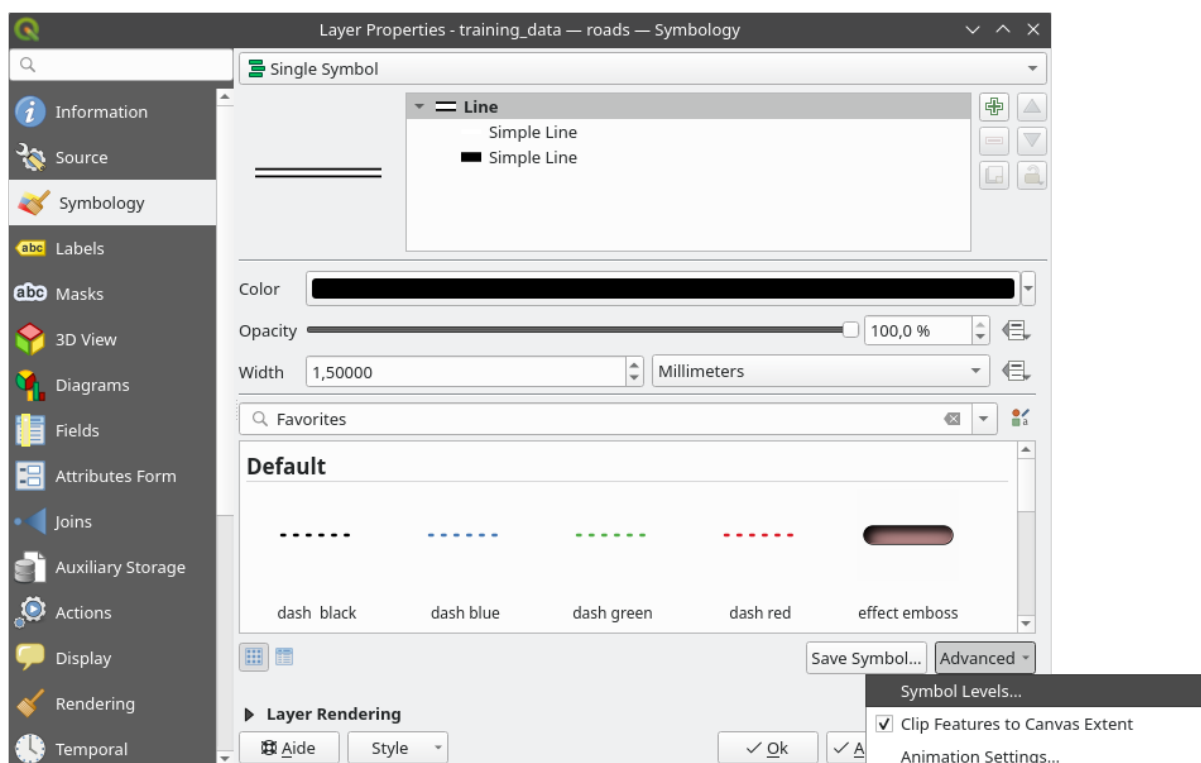 Layer Properties - training_data — roads — Symbology
Single Symbol
Information
Source
Symbology
abc Labels
abc Masks
3D View
Diagrams
Fields
Attributes Form
Joins
Auxiliary Storage
Actions
Display
Rendering
Temporal
Line
Simple Line
Simple Line
Color
Opacity
100,0 %
Width
1,50000
Millimeters
Favorites
a
Default
dash black
dash blue
dash green
dash red
effect emboss
Save Symbol...
Advanced
Symbol Levels...
Clip Features to Canvas Extent
Animation Settings...
Layer Rendering
Aide
Style
Ok
A